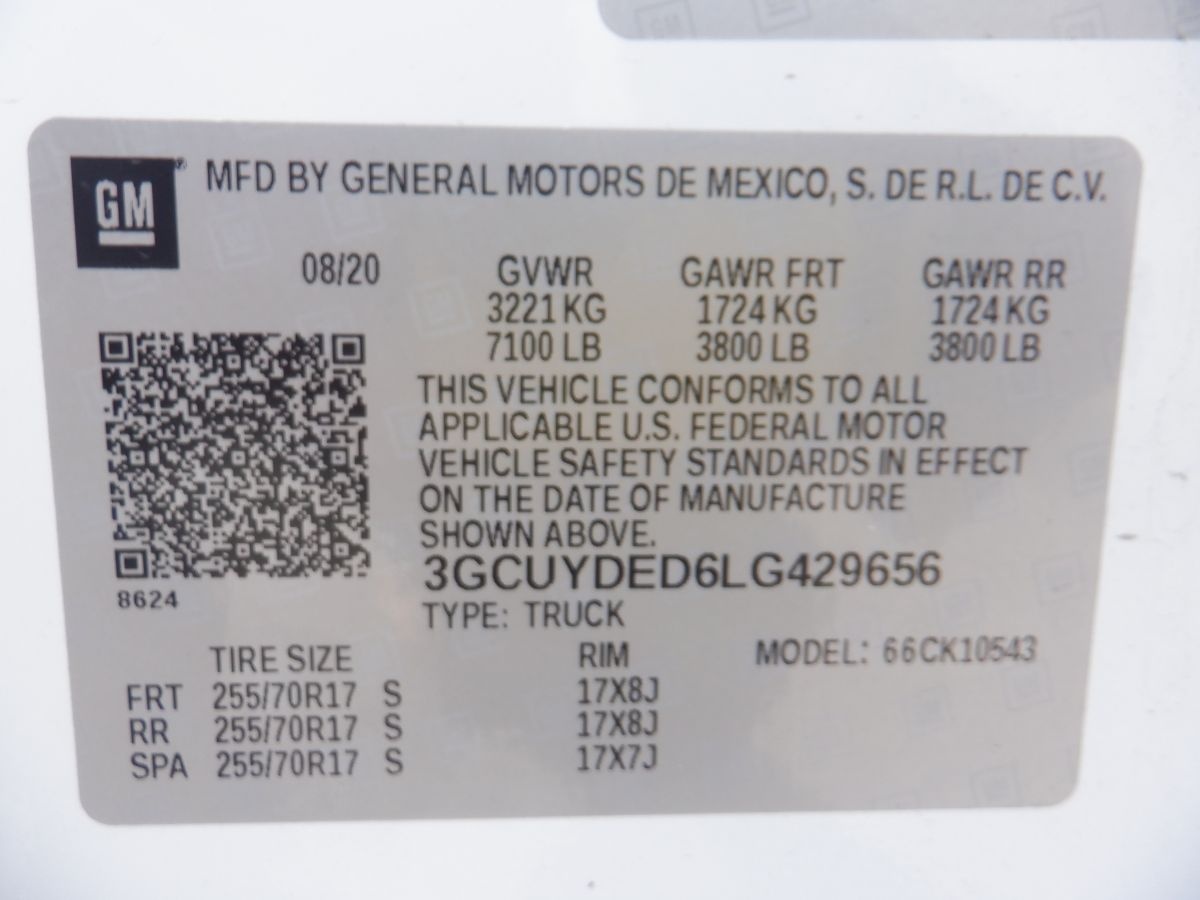 GM® MFD BY GENERAL MOTORS DE MEXICO, S. DE R.L. DE C.V.
08/20 GVWR GAWR FRT GAWR RR
3221 KG 1724 KG 1724 KG
7100 LB 3800 LB 3800 LB
THIS VEHICLE CONFORMS TO ALL
APPLICABLE U.S. FEDERAL MOTOR
VEHICLE SAFETY STANDARDS IN EFFECT
ON THE DATE OF MANUFACTURE
SHOWN ABOVE.
3GCUYDED6LG429656
8624
TYPE: TRUCK
TIRE SIZE RIM MODEL: 66CK10543
FRT 255/70R17 S 17X8J
RR 255/70R17 S 17X8J
SPA 255/70R17 S 17X7J